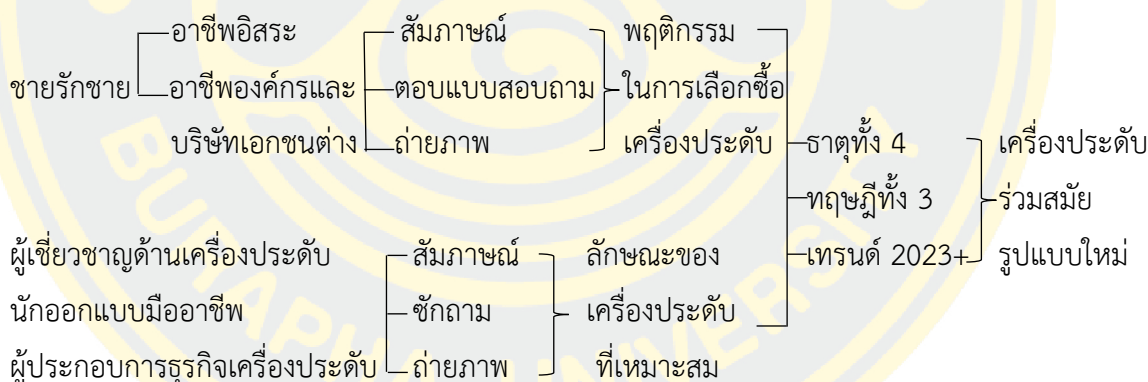 อาชีพอิสระ สัมภาษณ์ พฤติกรรม
ชายรักชาย อาชีพองค์กรและ ตอบแบบสอบถาม ในการเลือกซื้อ
บริษัทเอกชนต่าง ถ่ายภาพ เครื่องประดับ ธาตุทั้ง 4 เครื่องประดับ
ทฤษฎีทั้ง 3 ร่วมสมัย
ผู้เชี่ยวชาญด้านเครื่องประดับ สัมภาษณ์ ลักษณะของ เทรนด์ 2023+ รูปแบบใหม่
นักออกแบบมืออาชีพ ซักถาม เครื่องประดับ
ผู้ประกอบการธุรกิจเครื่องประดับ ถ่ายภาพ ที่เหมาะสม
BURAPHA UNIVERSITY